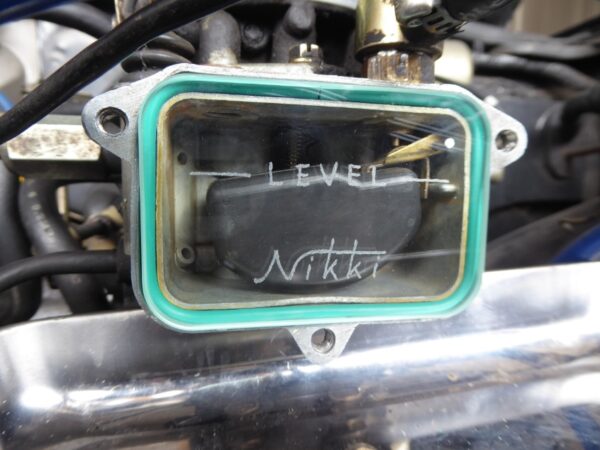 — LEVEL —
Nikki